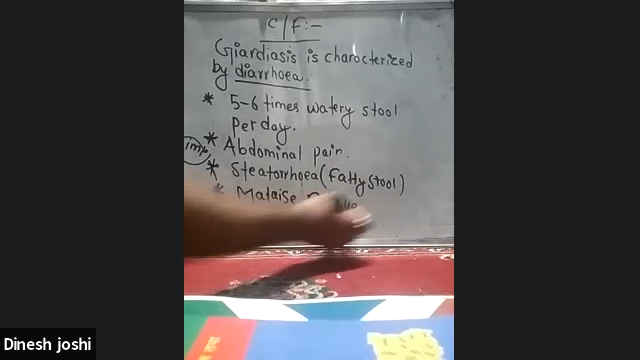 C/F:-
Giardiasis is charocterized
by diarrhoea.
* 5-6 times watery stool
per day.
* Abdominal pain.
imp
* Steatorrhoea (Fatty stool)
* Malaise
Dinesh joshi